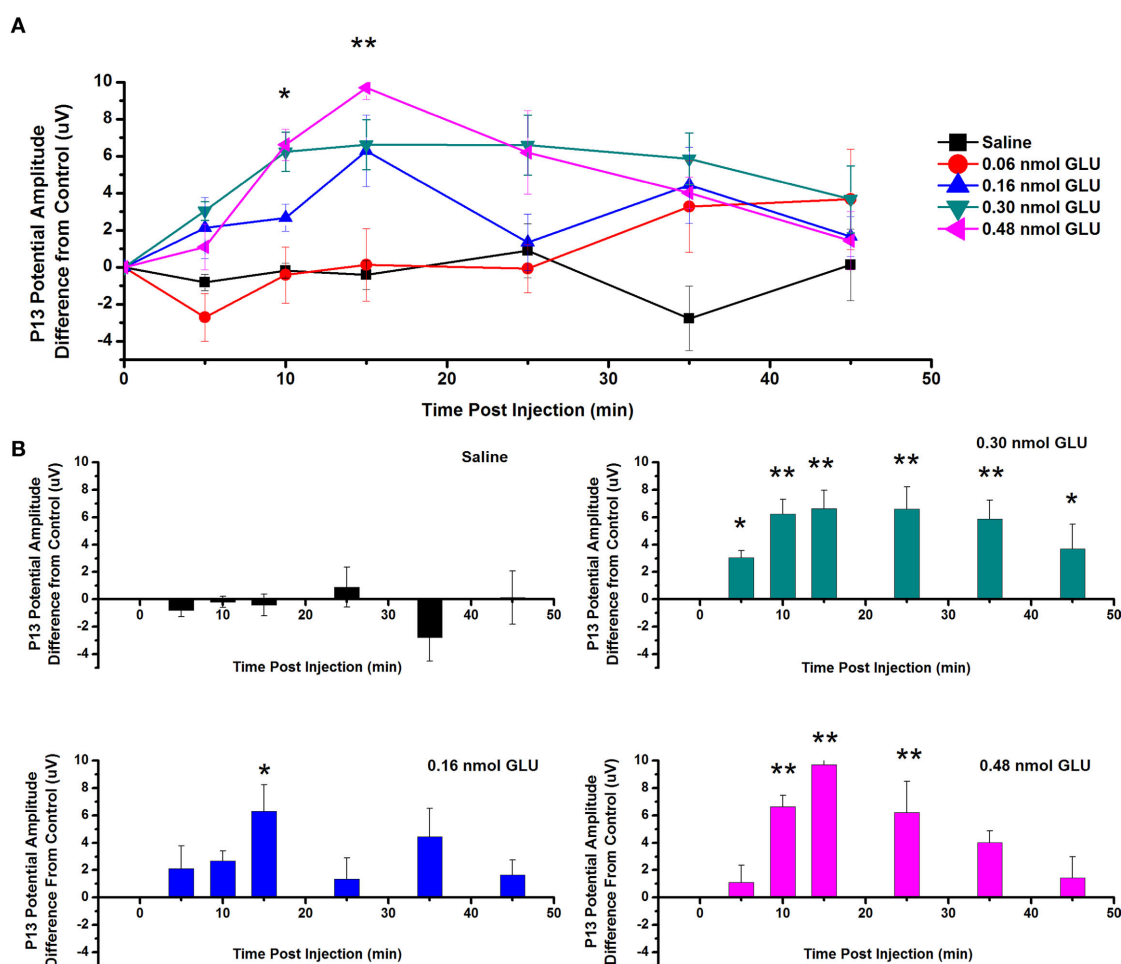 A
**
*
P13 Potential Amplitude
Difference from Control (uV)
10
8
6
4
2
0
-2
-4
0
10
20
30
40
50
Time Post Injection (min)
Saline
0.06 nmol GLU
0.16 nmol GLU
0.30 nmol GLU
0.48 nmol GLU
B
Saline
P13 Potential Amplitude
Difference from Control (uV)
10
8
6
4
2
0
-2
-4
0
10
20
30
40
50
Time Post Injection (min)
0.30 nmol GLU
P13 Potential Amplitude
Difference from Control (uV)
10
8
6
4
2
0
-2
-4
* ** ** ** ** *
0
10
20
30
40
50
Time Post Injection (min)
0.16 nmol GLU
P13 Potential Amplitude
Difference From Control (uV)
10
8
6
4
2
0
-2
-4
*
0
10
20
30
40
50
Time Post Injection (min)
0.48 nmol GLU
P13 Potential Amplitude
Difference From Control (uV)
10
8
6
4
2
0
-2
-4
** ** **
0
10
20
30
40
50
Time Post Injection (min)